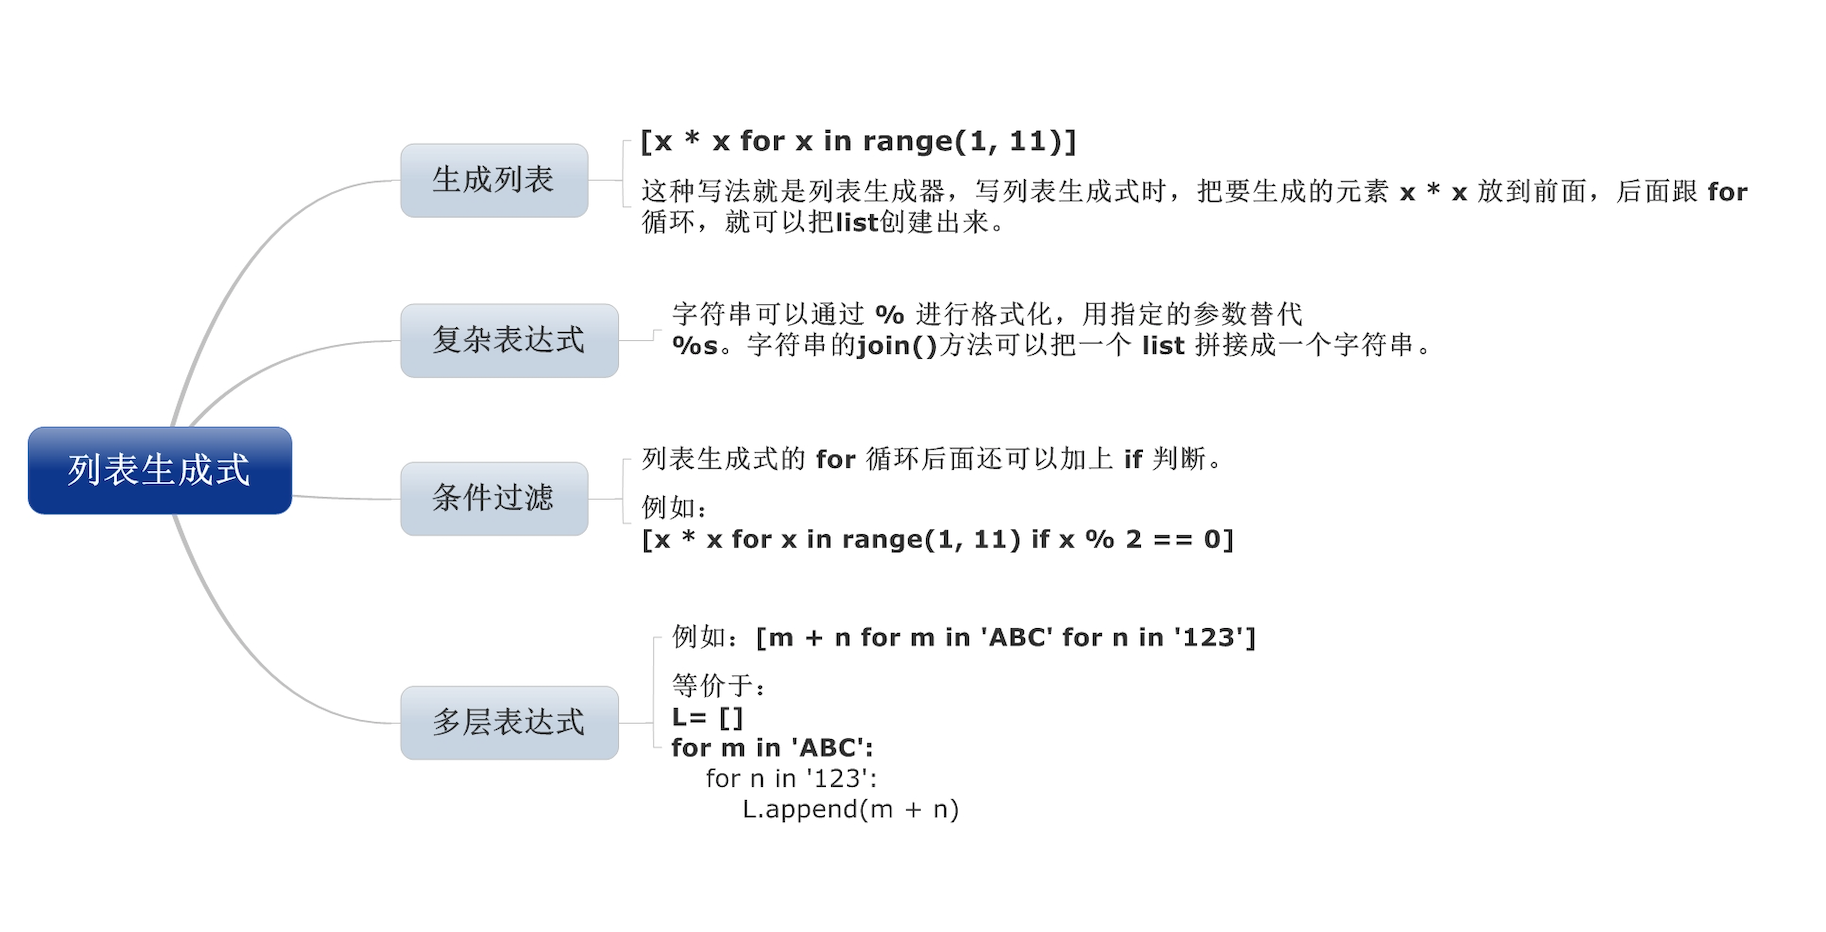 列表生成式
生成列表
[x * x for x in range(1, 11)]
这种写法就是列表生成器，写列表生成式时，把要生成的元素 x * x 放到前面，后面跟 for
循环，就可以把list创建出来。
复杂表达式
字符串可以通过 % 进行格式化，用指定的参数替代
%s。字符串的join()方法可以把一个 list 拼接成一个字符串。
条件过滤
列表生成式的 for 循环后面还可以加上 if 判断。
例如：
[x * x for x in range(1, 11) if x % 2 == 0]
多层表达式
例如：[m + n for m in 'ABC' for n in '123']
等价于：
L= []
for m in 'ABC':
for n in '123':
L.append(m + n)